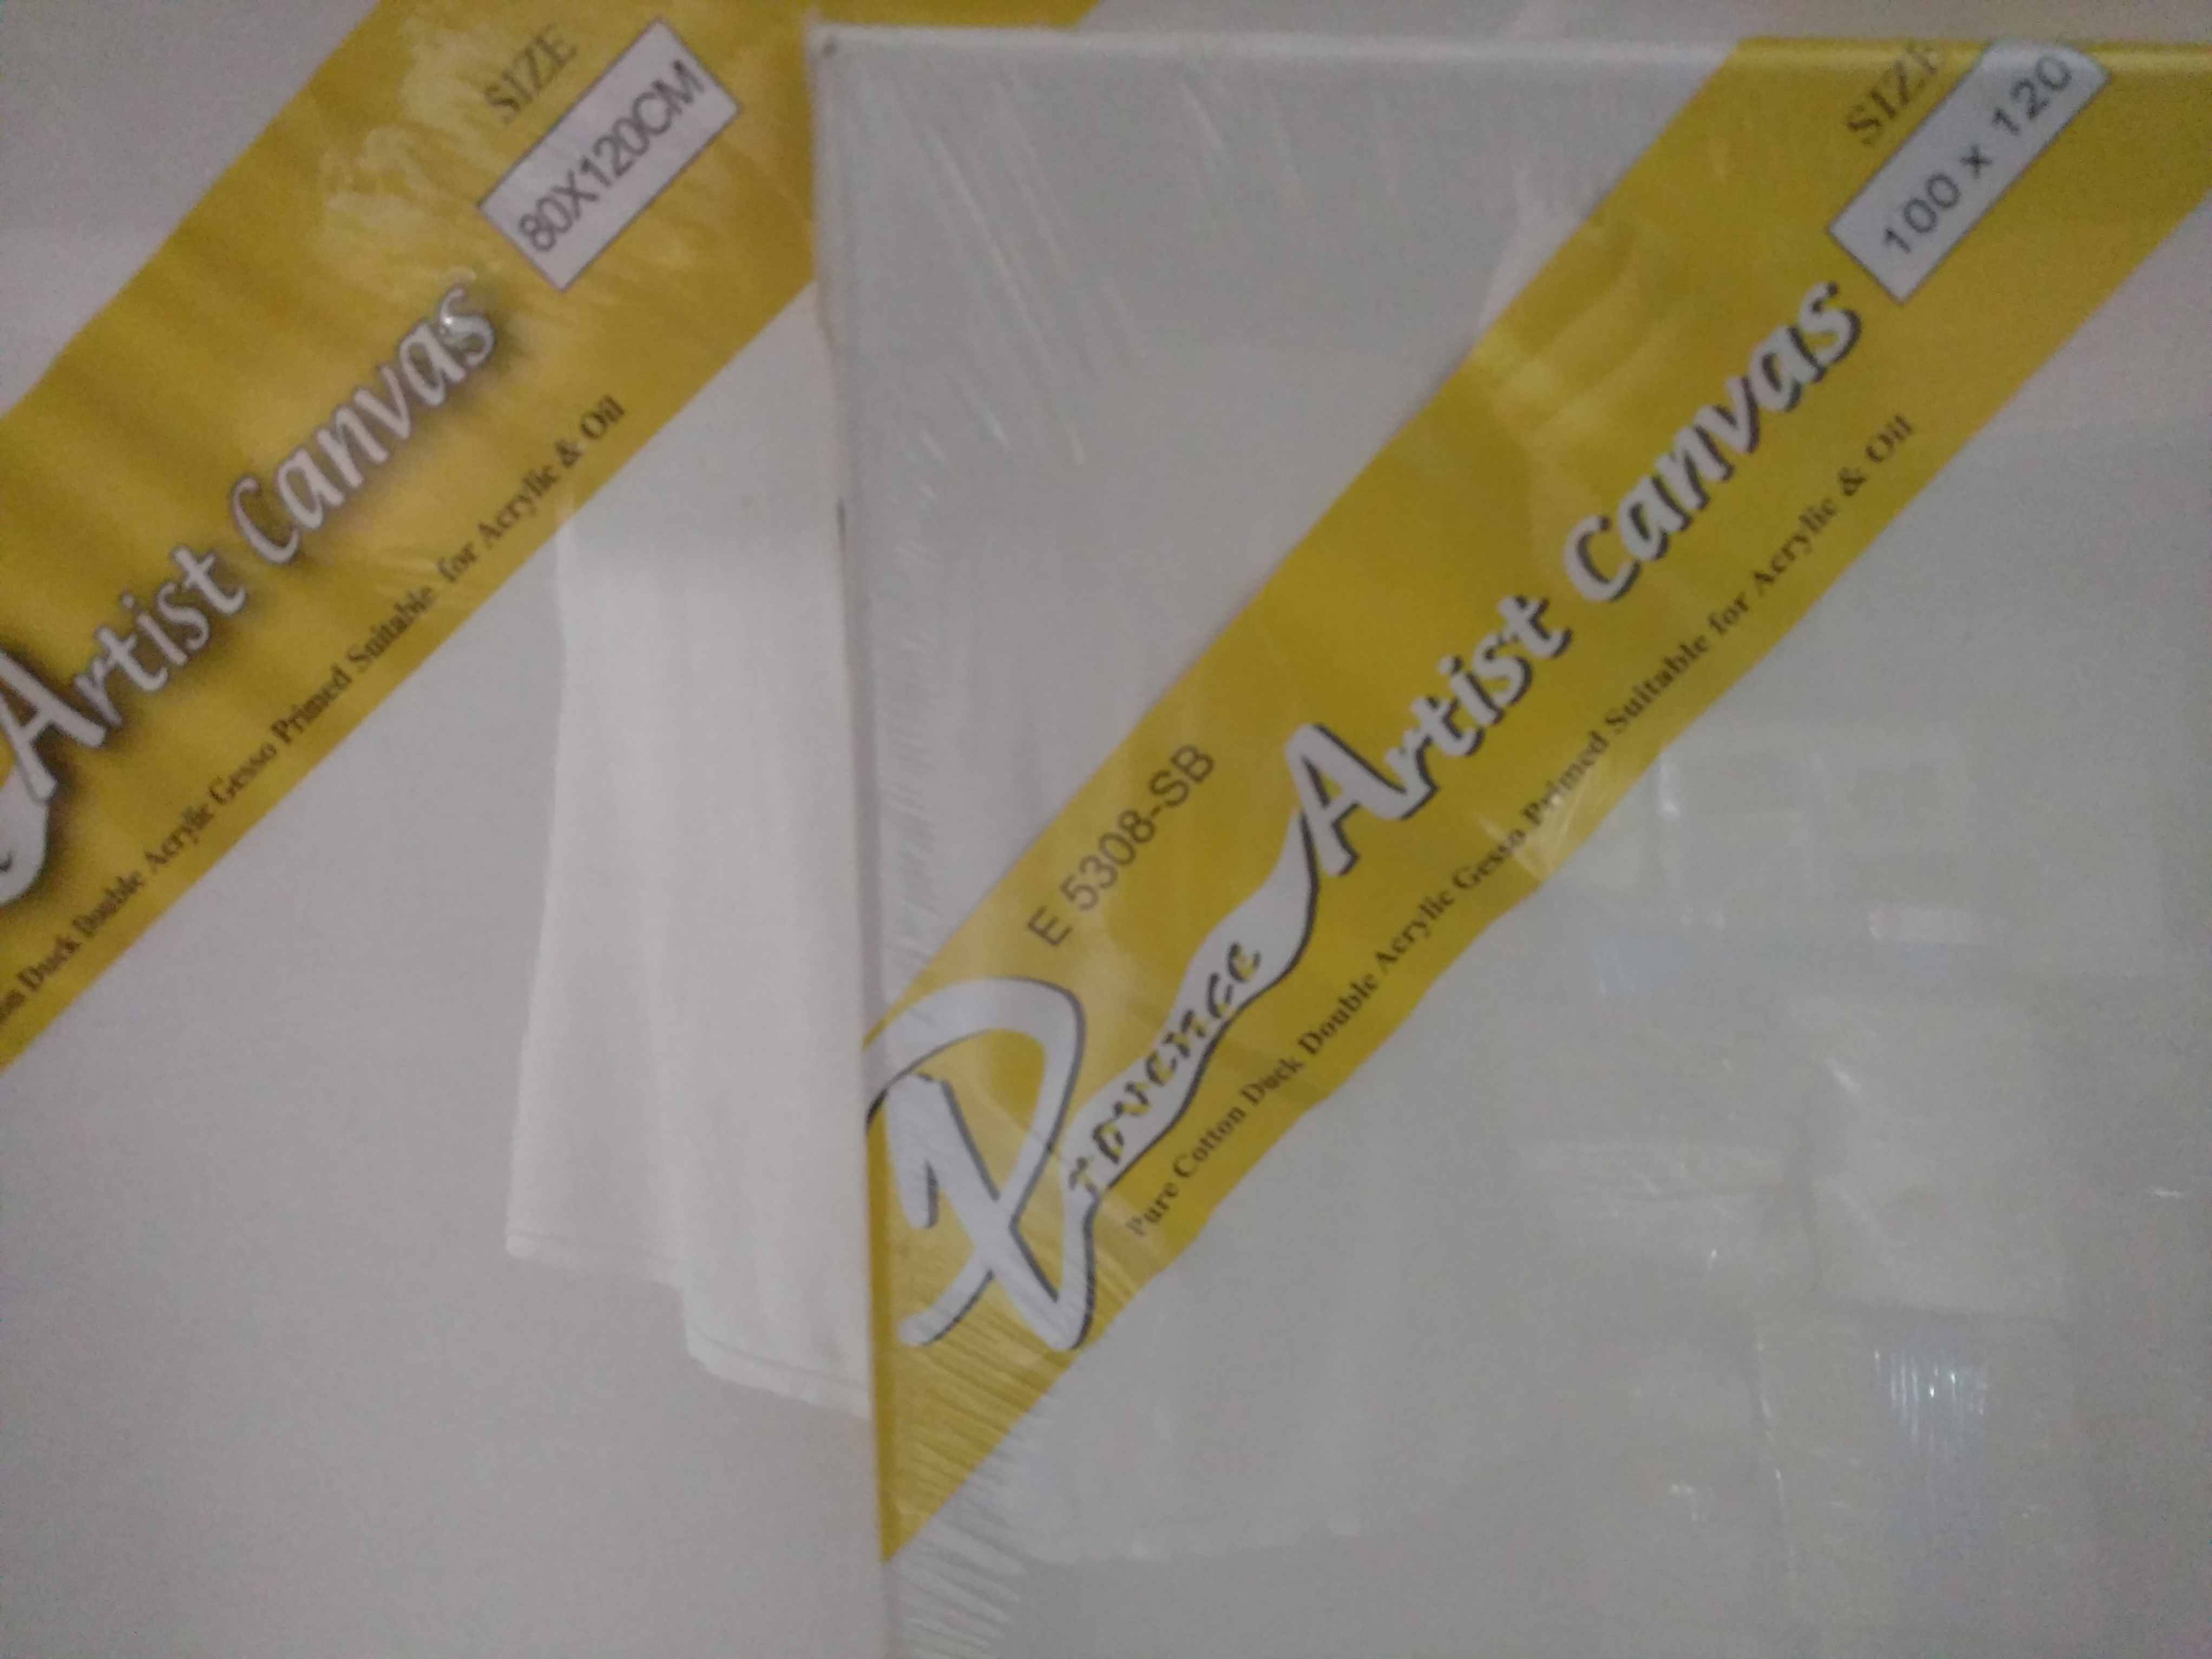 SIZE
80X120CM
Artist Canvas
Duck Double Acrylic Gesso Primed Suitable for Acrylic & Oil
SIZE
100 x 120
E 5308-SB
Provence Artist Canvas
Pure Cotton Duck Double Acrylic Gesso Primed Suitable for Acrylic & Oil